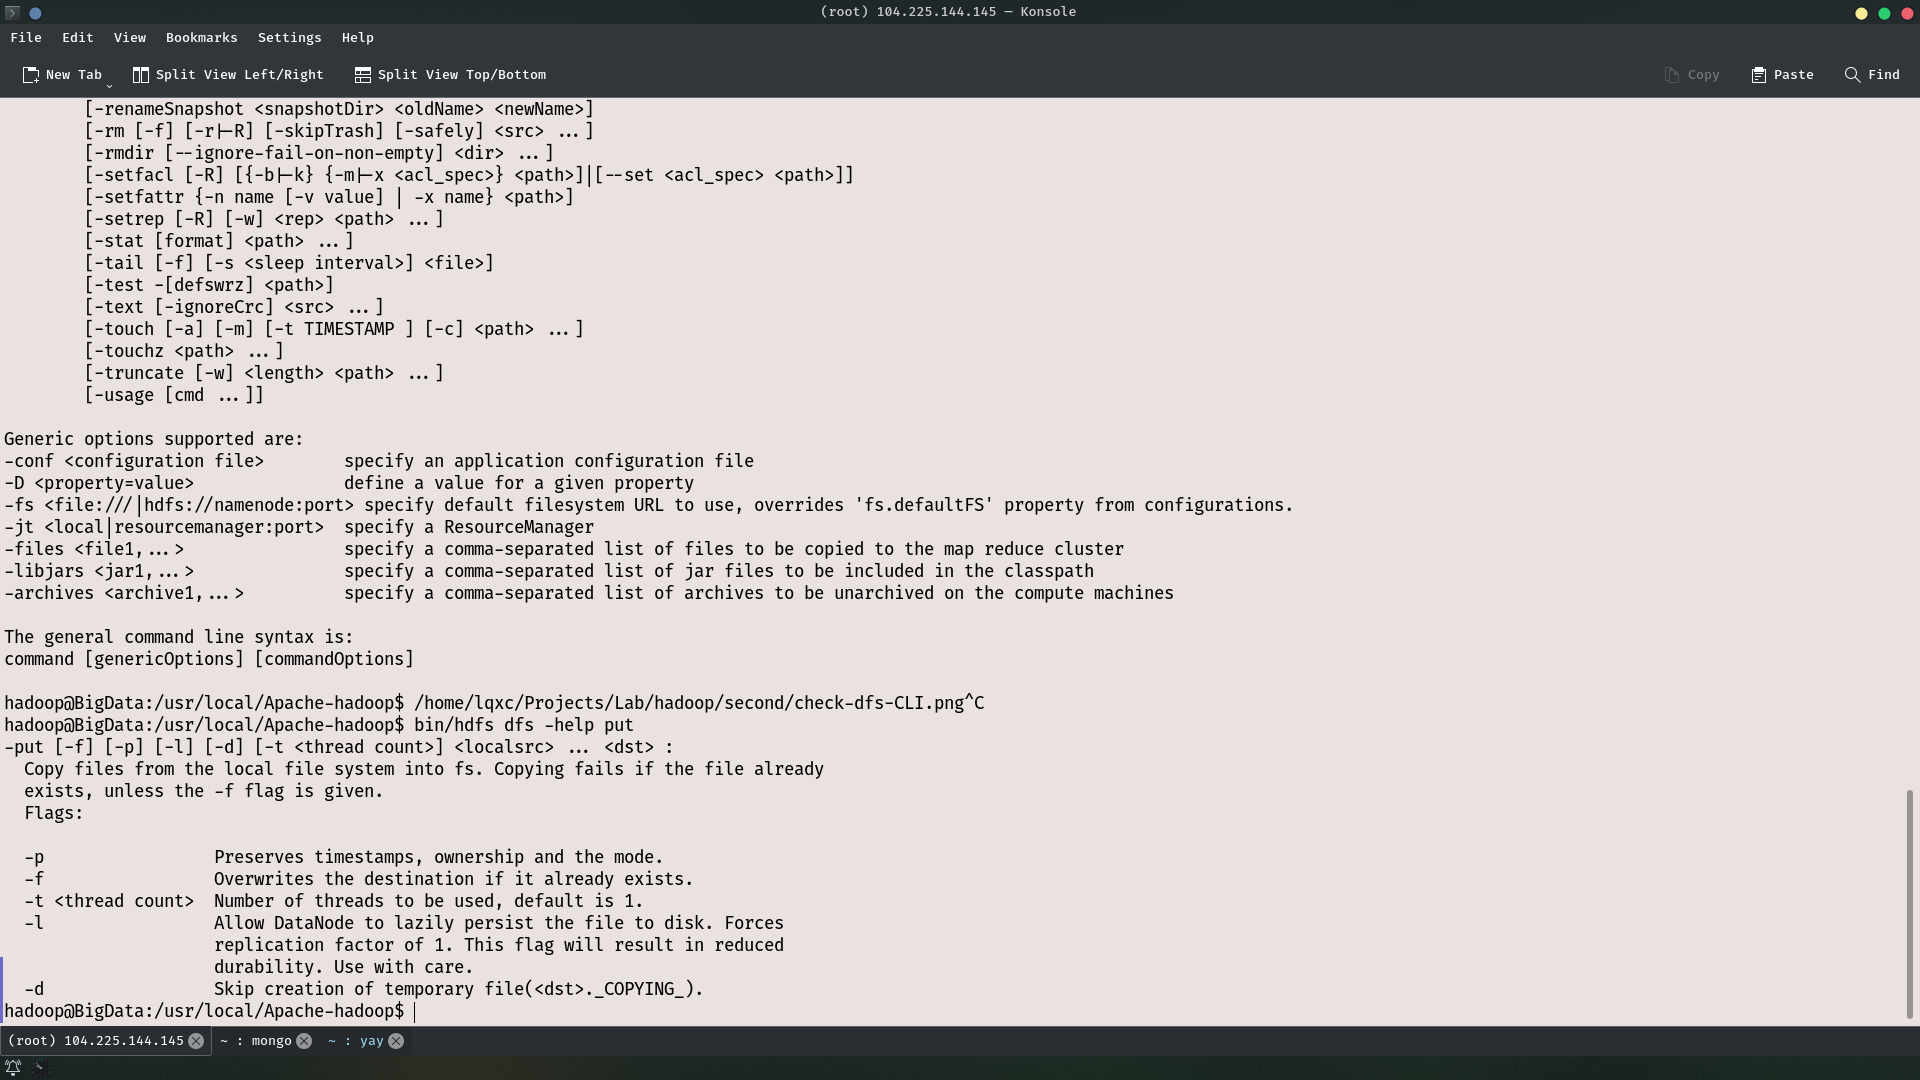 (root) 104.225.144.145 — Konsole
File Edit View Bookmarks Settings Help
New Tab Split View Left/Right Split View Top/Bottom Copy Paste Find
[-renameSnapshot <snapshotDir> <oldName> <newName>]
[-rm [-f] [-r|-R] [-skipTrash] [-safely] <src> ...]
[-rmdir [--ignore-fail-on-non-empty] <dir> ...]
[-setfacl [-R] [{-b|-k} {-m|-x <acl_spec>} <path>]|[--set <acl_spec> <path>]]
[-setfattr {-n name [-v value] | -x name} <path>]
[-setrep [-R] [-w] <rep> <path> ...]
[-stat [format] <path> ...]
[-tail [-f] [-s <sleep interval>] <file>]
[-test -[defswrz] <path>]
[-text [-ignoreCrc] <src> ...]
[-touch [-a] [-m] [-t TIMESTAMP ] [-c] <path> ...]
[-touchz <path> ...]
[-truncate [-w] <length> <path> ...]
[-usage [cmd ...]]
Generic options supported are:
-conf <configuration file>        specify an application configuration file
-D <property=value>               define a value for a given property
-fs <file:///|hdfs://namenode:port> specify default filesystem URL to use, overrides 'fs.defaultFS' property from configurations.
-jt <local|resourcemanager:port>  specify a ResourceManager
-files <file1,...>                specify a comma-separated list of files to be copied to the map reduce cluster
-libjars <jar1,...>               specify a comma-separated list of jar files to be included in the classpath
-archives <archive1,...>          specify a comma-separated list of archives to be unarchived on the compute machines
The general command line syntax is:
command [genericOptions] [commandOptions]
hadoop@BigData:/usr/local/Apache-hadoop$ /home/lqxc/Projects/Lab/hadoop/second/check-dfs-CLI.png^C
hadoop@BigData:/usr/local/Apache-hadoop$ bin/hdfs dfs -help put
-put [-f] [-p] [-l] [-d] [-t <thread count>] <localsrc> ... <dst> :
Copy files from the local file system into fs. Copying fails if the file already
exists, unless the -f flag is given.
Flags:
-p                 Preserves timestamps, ownership and the mode.
-f                 Overwrites the destination if it already exists.
-t <thread count>  Number of threads to be used, default is 1.
-l                 Allow DataNode to lazily persist the file to disk. Forces
replication factor of 1. This flag will result in reduced
durability. Use with care.
-d                 Skip creation of temporary file(<dst>._COPYING_).
hadoop@BigData:/usr/local/Apache-hadoop$
(root) 104.225.144.145 ~ : mongo ~ : yay